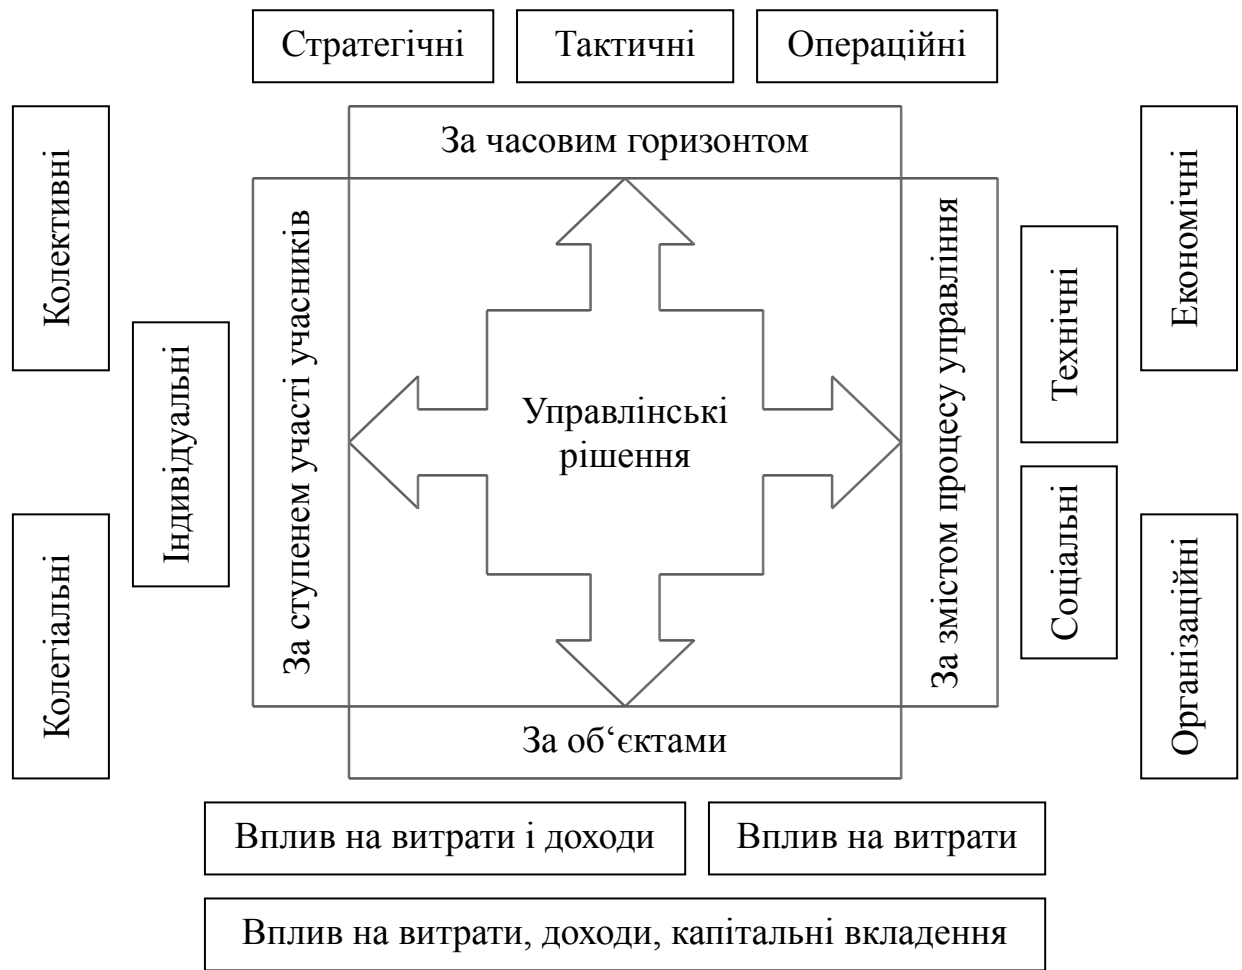 Стратегічні
Тактичні
Операційні
За часовим горизонтом
Колективні
Індивідуальні
Колегіальні
За ступенем участі учасників
Управлінські
рішення
За змістом процесу управління
Технічні
Економічні
Соціальні
Організаційні
За об‘єктами
Вплив на витрати і доходи
Вплив на витрати
Вплив на витрати, доходи, капітальні вкладення